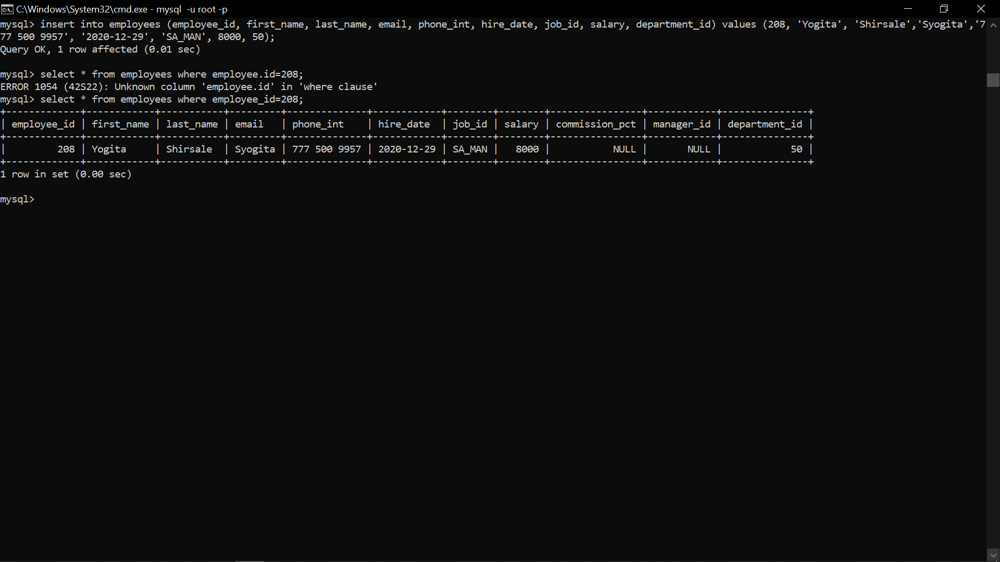 C:\Windows\System32\cmd.exe - mysql  -u root -p
mysql> insert into employees (employee_id, first_name, last_name, email, phone_int, hire_date, job_id, salary, department_id) values (208, 'Yogita', 'Shirsale','Syogita','7
77 500 9957', '2020-12-29', 'SA_MAN', 8000, 50);
Query OK, 1 row affected (0.01 sec)
mysql> select * from employees where employee.id=208;
ERROR 1054 (42S22): Unknown column 'employee.id' in 'where clause'
mysql> select * from employees where employee_id=208;
+-------------+------------+-----------+---------+--------------+------------+--------+--------+----------------+------------+---------------+
| employee_id | first_name | last_name | email   | phone_int    | hire_date  | job_id | salary | commission_pct | manager_id | department_id |
+-------------+------------+-----------+---------+--------------+------------+--------+--------+----------------+------------+---------------+
|         208 | Yogita     | Shirsale  | Syogita | 777 500 9957 | 2020-12-29 | SA_MAN |   8000 |           NULL |       NULL |            50 |
+-------------+------------+-----------+---------+--------------+------------+--------+--------+----------------+------------+---------------+
1 row in set (0.00 sec)
mysql>